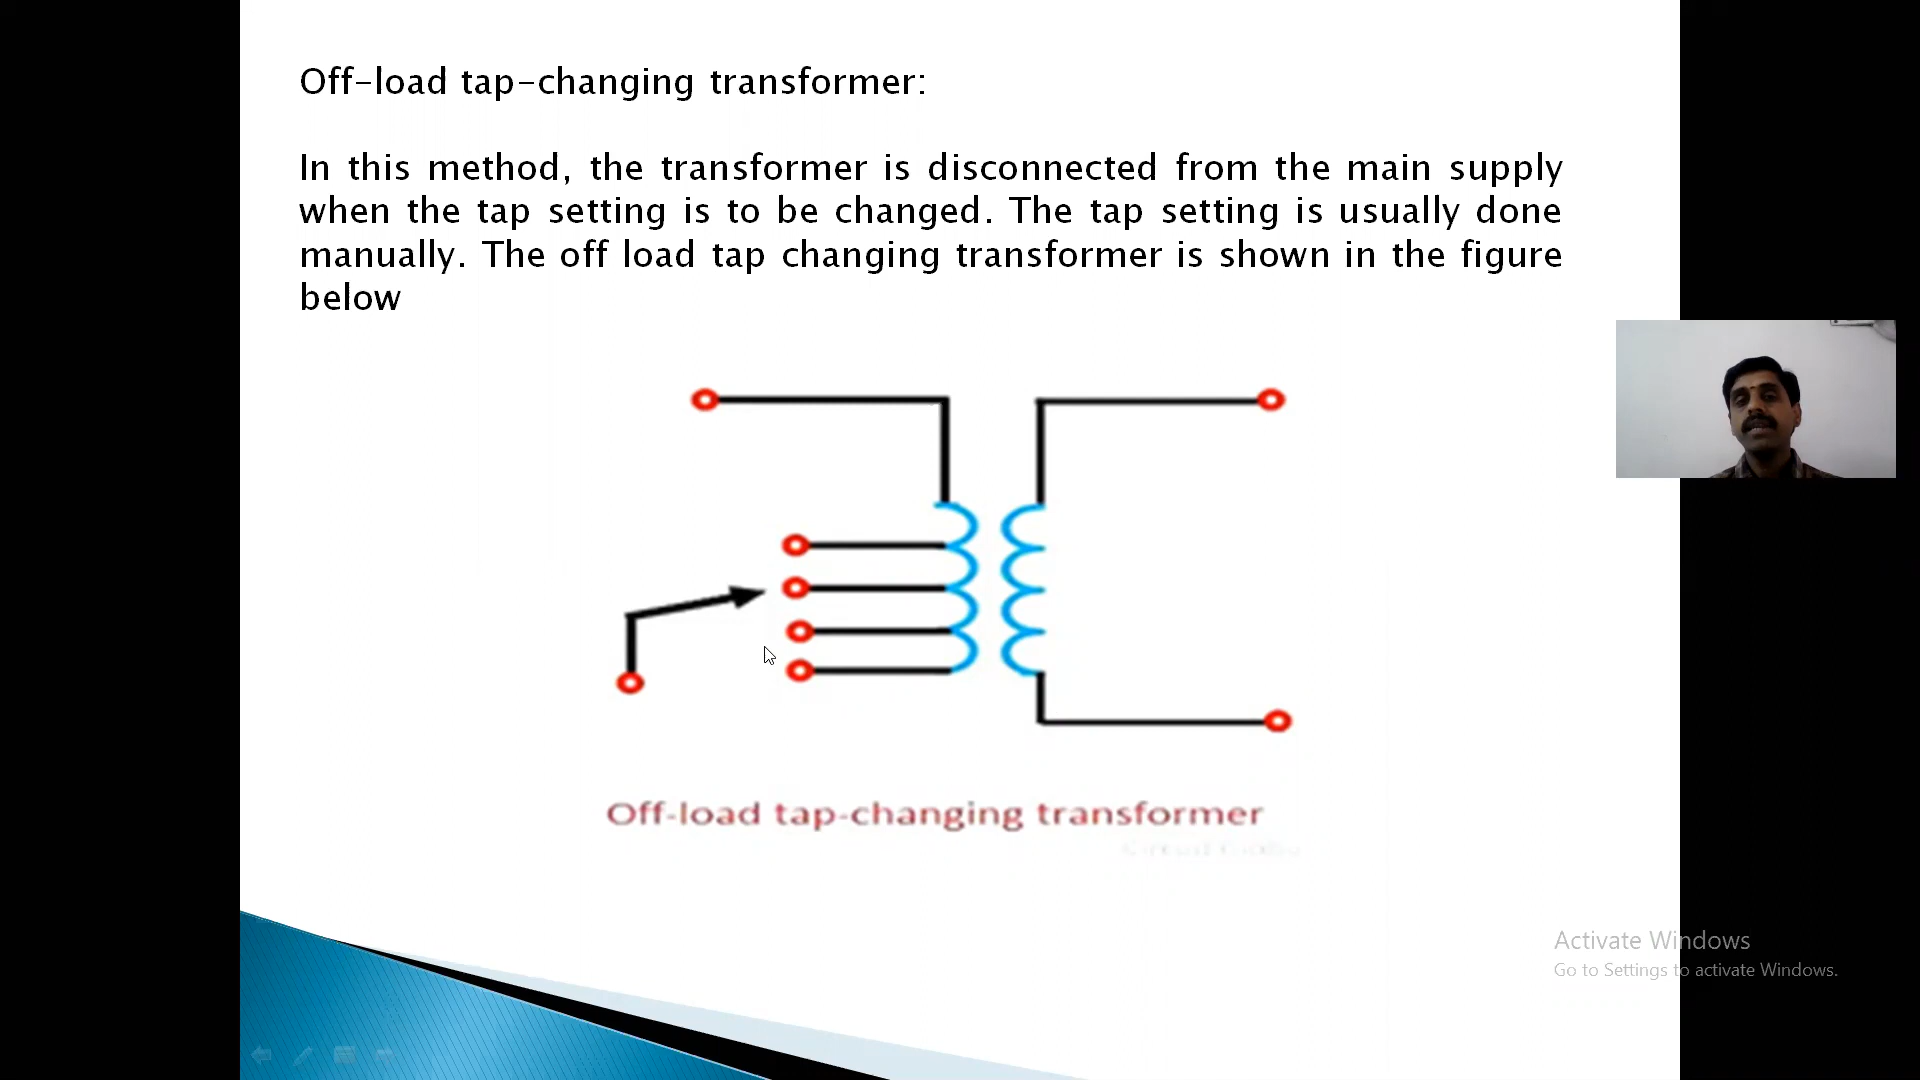 Off-load tap-changing transformer:
In this method, the transformer is disconnected from the main supply
when the tap setting is to be changed. The tap setting is usually done
manually. The off load tap changing transformer is shown in the figure
below
Off-load tap-changing transformer
Activate Windows
Go to Settings to activate Windows.